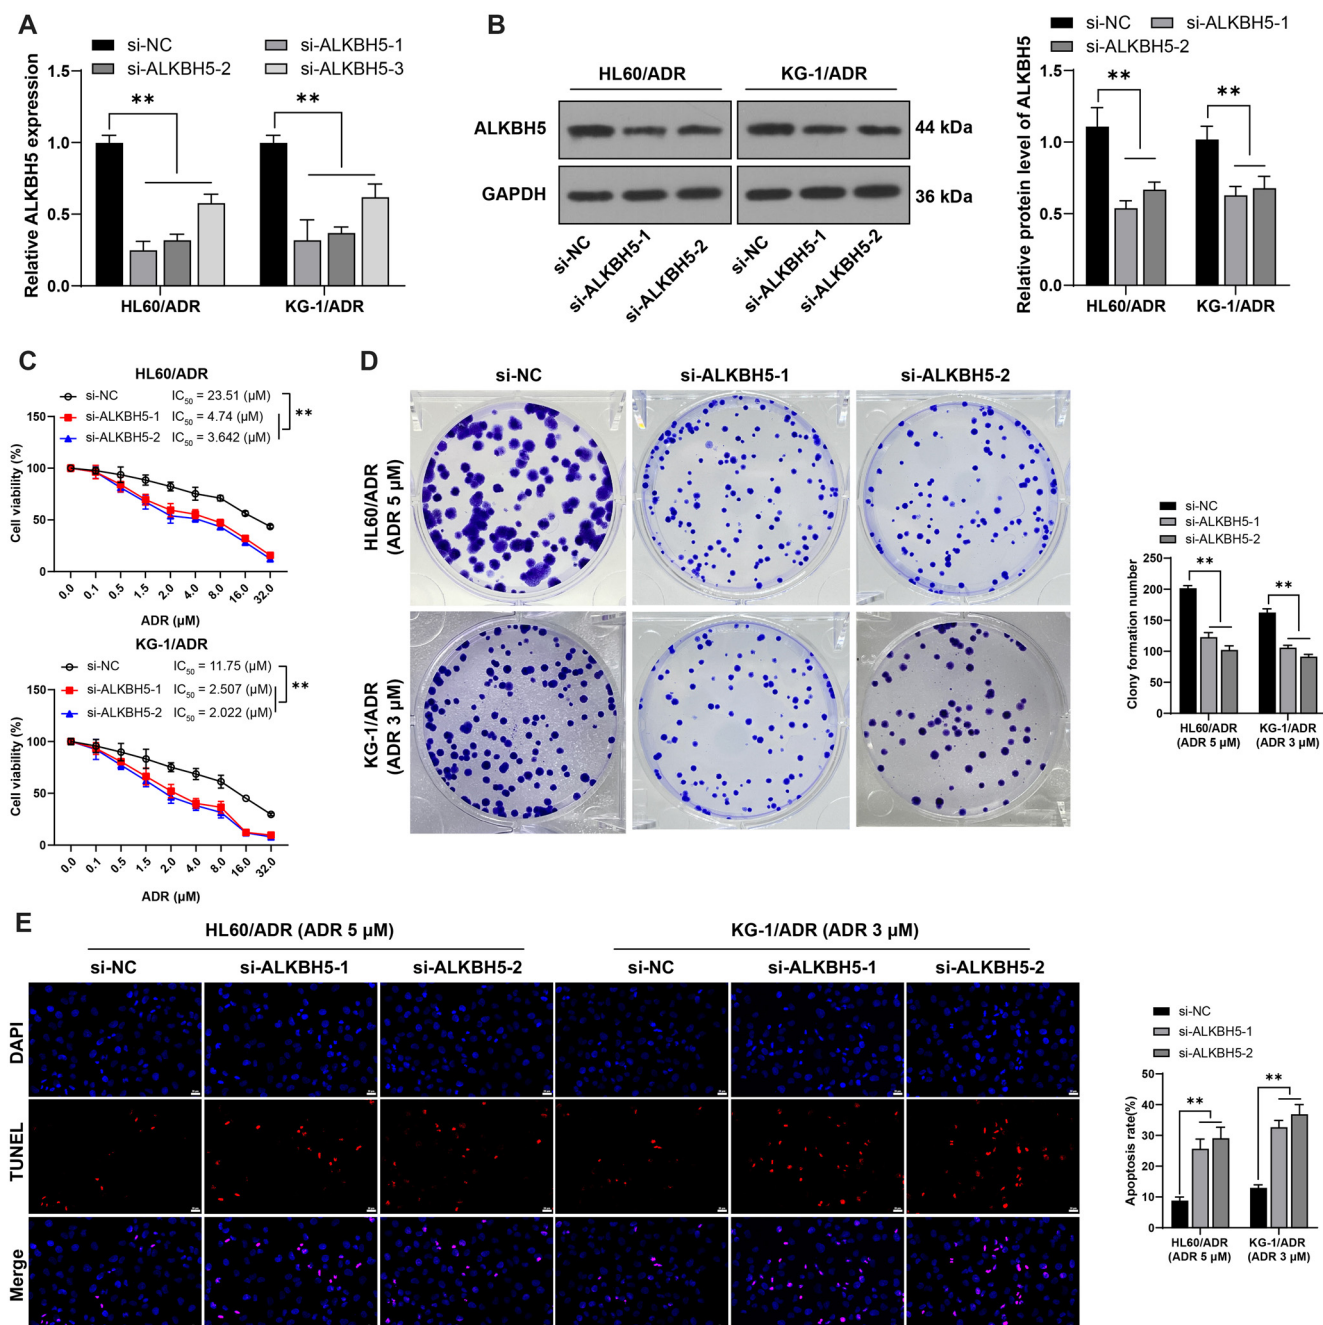 A
si-NC
si-ALKBH5-1
si-ALKBH5-2
si-ALKBH5-3
Relative ALKBH5 expression
1.5
1.0
0.5
0.0
**
**
HL60/ADR
KG-1/ADR
B
HL60/ADR
KG-1/ADR
ALKBH5
44 kDa
GAPDH
36 kDa
si-NC
si-ALKBH5-1
si-ALKBH5-2
si-NC
si-ALKBH5-1
si-ALKBH5-2
si-NC
si-ALKBH5-1
si-ALKBH5-2
Relative protein level of ALKBH5
1.5
1.0
0.5
0.0
**
**
HL60/ADR
KG-1/ADR
C
HL60/ADR
si-NC IC50 = 23.51 (μM)
si-ALKBH5-1 IC50 = 4.74 (μM)
si-ALKBH5-2 IC50 = 3.642 (μM)
**
Cell viability (%)
150
100
50
0
0.0 0.1 0.5 1.5 2.0 4.0 8.0 16.0 32.0
ADR (μM)
KG-1/ADR
si-NC IC50 = 11.75 (μM)
si-ALKBH5-1 IC50 = 2.507 (μM)
si-ALKBH5-2 IC50 = 2.022 (μM)
**
Cell viability (%)
150
100
50
0
0.0 0.1 0.5 1.5 2.0 4.0 8.0 16.0 32.0
ADR (μM)
D
si-NC
si-ALKBH5-1
si-ALKBH5-2
HL60/ADR
(ADR 5 μM)
KG-1/ADR
(ADR 3 μM)
si-NC
si-ALKBH5-1
si-ALKBH5-2
Clony formation number
250
200
150
100
50
0
**
**
HL60/ADR
(ADR 5 μM)
KG-1/ADR
(ADR 3 μM)
E
HL60/ADR (ADR 5 μM)
KG-1/ADR (ADR 3 μM)
si-NC
si-ALKBH5-1
si-ALKBH5-2
si-NC
si-ALKBH5-1
si-ALKBH5-2
DAPI
TUNEL
Merge
si-NC
si-ALKBH5-1
si-ALKBH5-2
Apoptosis rate(%)
50
40
30
20
10
0
**
**
HL60/ADR
(ADR 5 μM)
KG-1/ADR
(ADR 3 μM)